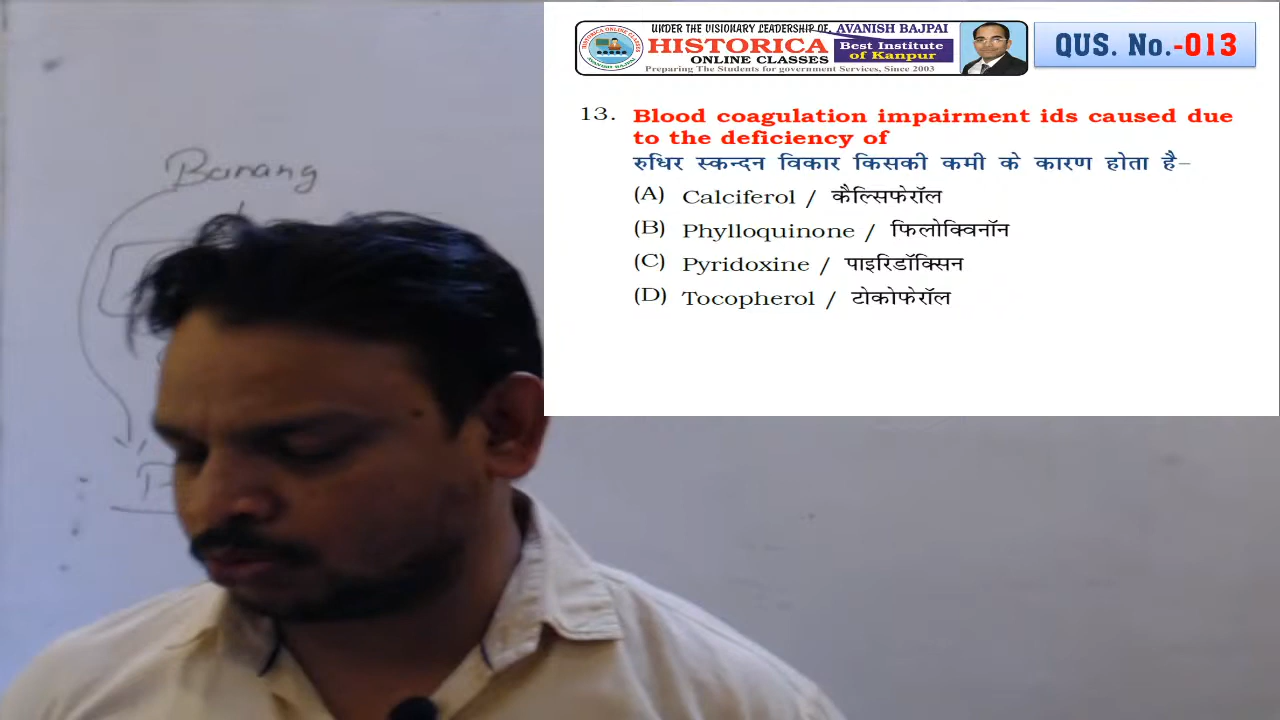 UNDER THE VISIONARY LEADERSHIP OF, AVANISH BAJPAI
HISTORICA
ONLINE CLASSES
Best Institute
of Kanpur
Preparing The Students for government Services, Since 2003
QUS. No.-013
13. Blood coagulation impairment ids caused due
to the deficiency of
रुधिर स्कन्दन विकार किसकी कमी के कारण होता है–
(A) Calciferol / कैल्सिफेरॉल
(B) Phylloquinone / फिलोक्विनॉन
(C) Pyridoxine / पाइरिडॉक्सिन
(D) Tocopherol / टोकोफेरॉल